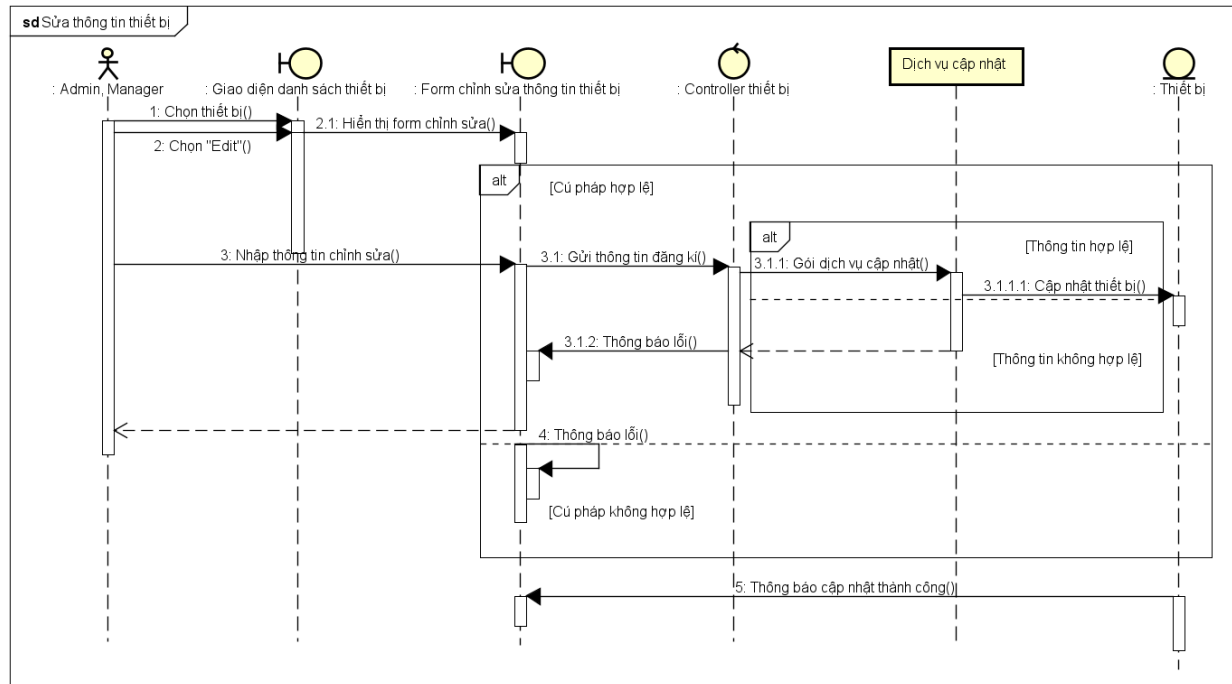 sd Sửa thông tin thiết bị
: Admin, Manager
: Giao diện danh sách thiết bị
: Form chỉnh sửa thông tin thiết bị
: Controller thiết bị
Dịch vụ cập nhật
: Thiết bị
1: Chọn thiết bị()
2: Chọn "Edit"()
2.1: Hiển thị form chỉnh sửa()
alt
[Cú pháp hợp lệ]
alt
[Thông tin hợp lệ]
3: Nhập thông tin chỉnh sửa()
3.1: Gửi thông tin đăng kí()
3.1.1: Gói dịch vụ cập nhật()
3.1.1.1: Cập nhật thiết bị()
3.1.2: Thông báo lỗi()
[Thông tin không hợp lệ]
4: Thông báo lỗi()
[Cú pháp không hợp lệ]
5: Thông báo cập nhật thành công()